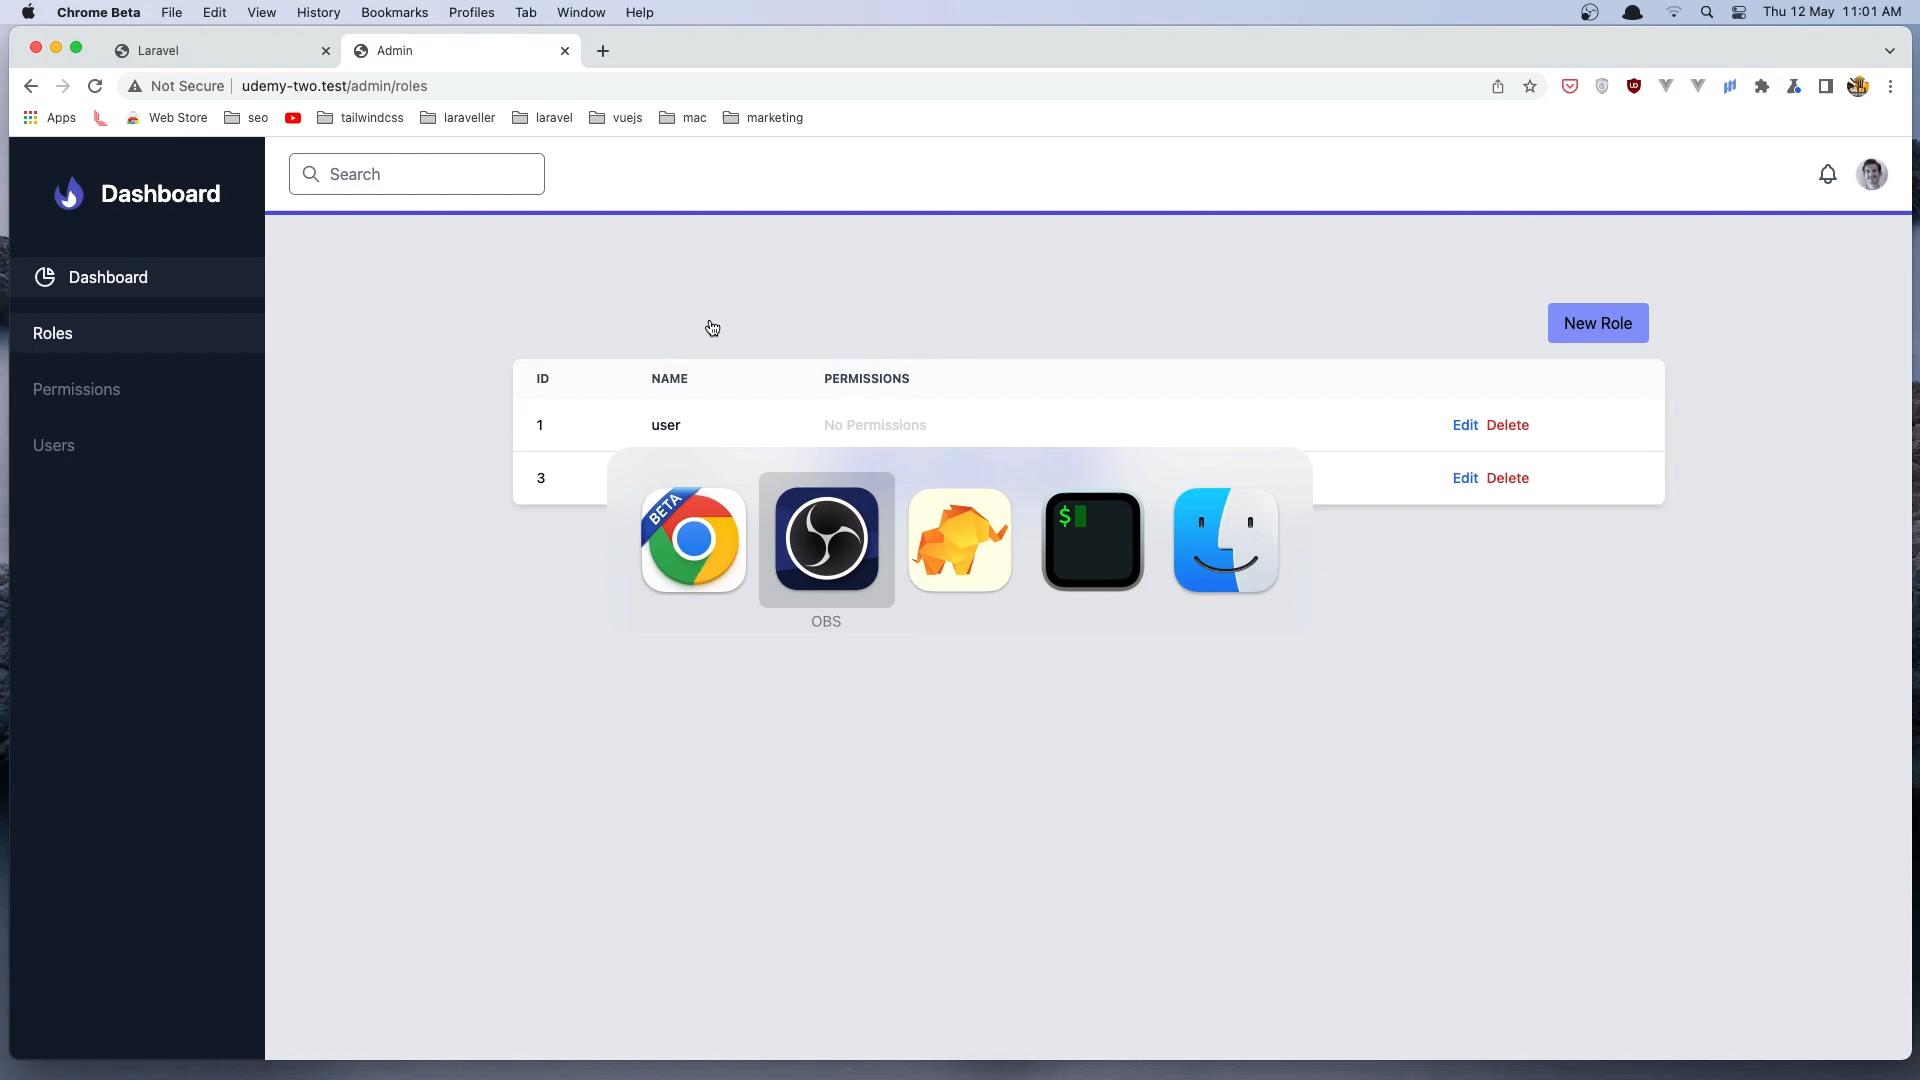 Chrome Beta File Edit View History Bookmarks Profiles Tab Window Help Thu 12 May 11:01 AM
Laravel Admin
Not Secure udemy-two.test/admin/roles
Apps Web Store seo tailwindcss laraveller laravel vuejs mac marketing
Dashboard
Search
Dashboard
Roles
Permissions
Users
New Role
ID NAME PERMISSIONS
1 user No Permissions Edit Delete
3 Edit Delete
BETA
$
OBS